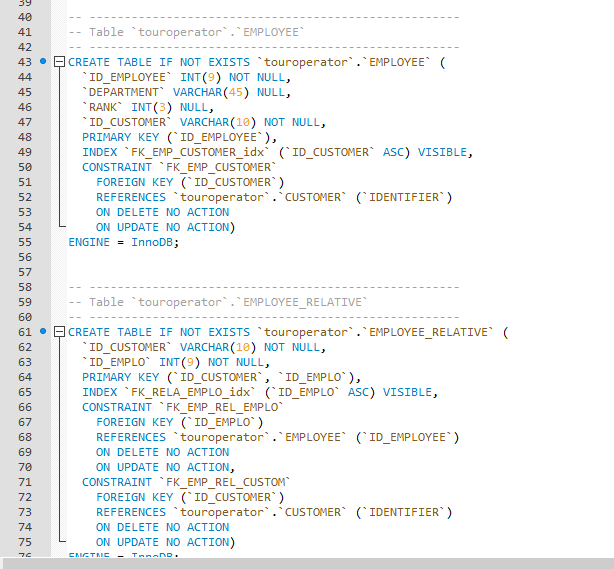 39
40 -- -----------------------------------------------------
41 -- Table `touroperator`.`EMPLOYEE`
42 -- -----------------------------------------------------
43 CREATE TABLE IF NOT EXISTS `touroperator`.`EMPLOYEE` (
44 `ID_EMPLOYEE` INT(9) NOT NULL,
45 `DEPARTMENT` VARCHAR(45) NULL,
46 `RANK` INT(3) NULL,
47 `ID_CUSTOMER` VARCHAR(10) NOT NULL,
48 PRIMARY KEY (`ID_EMPLOYEE`),
49 INDEX `FK_EMP_CUSTOMER_idx` (`ID_CUSTOMER` ASC) VISIBLE,
50 CONSTRAINT `FK_EMP_CUSTOMER`
51 FOREIGN KEY (`ID_CUSTOMER`)
52 REFERENCES `touroperator`.`CUSTOMER` (`IDENTIFIER`)
53 ON DELETE NO ACTION
54 ON UPDATE NO ACTION)
55 ENGINE = InnoDB;
56
57
58 -- -----------------------------------------------------
59 -- Table `touroperator`.`EMPLOYEE_RELATIVE`
60 -- -----------------------------------------------------
61 CREATE TABLE IF NOT EXISTS `touroperator`.`EMPLOYEE_RELATIVE` (
62 `ID_CUSTOMER` VARCHAR(10) NOT NULL,
63 `ID_EMPLO` INT(9) NOT NULL,
64 PRIMARY KEY (`ID_CUSTOMER`, `ID_EMPLO`),
65 INDEX `FK_RELA_EMPLO_idx` (`ID_EMPLO` ASC) VISIBLE,
66 CONSTRAINT `FK_EMP_REL_EMPLO`
67 FOREIGN KEY (`ID_EMPLO`)
68 REFERENCES `touroperator`.`EMPLOYEE` (`ID_EMPLOYEE`)
69 ON DELETE NO ACTION
70 ON UPDATE NO ACTION,
71 CONSTRAINT `FK_EMP_REL_CUSTOM`
72 FOREIGN KEY (`ID_CUSTOMER`)
73 REFERENCES `touroperator`.`CUSTOMER` (`IDENTIFIER`)
74 ON DELETE NO ACTION
75 ON UPDATE NO ACTION)
76 ENGINE = InnoDB;